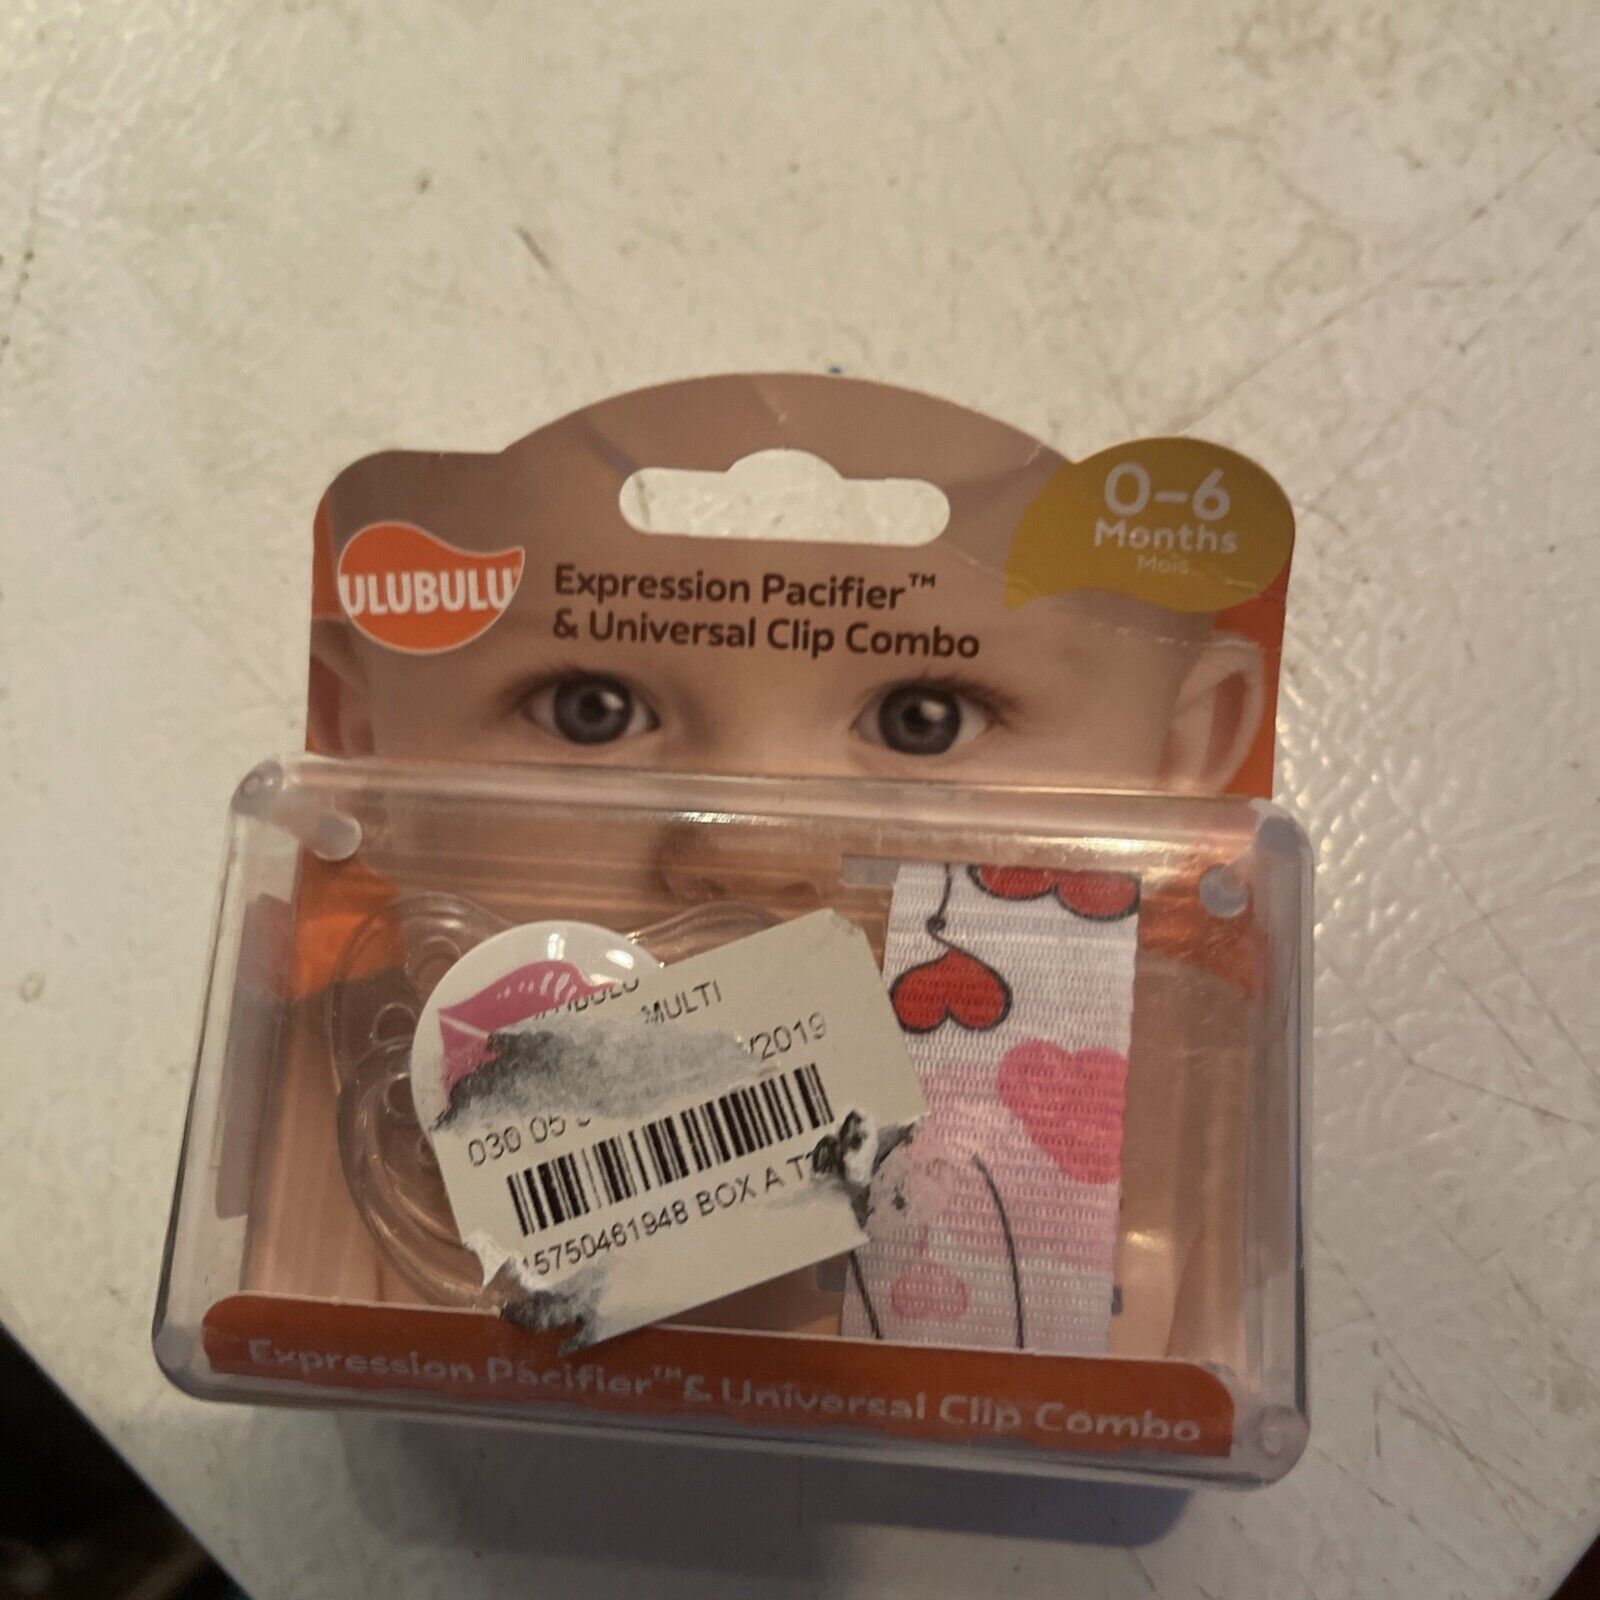 ULUBULU
Expression Pacifier™
& Universal Clip Combo
0-6
Months
Mois
MULTI
2019
030 05
15750461948 BOX A
Expression Pacifier™ & Universal Clip Combo